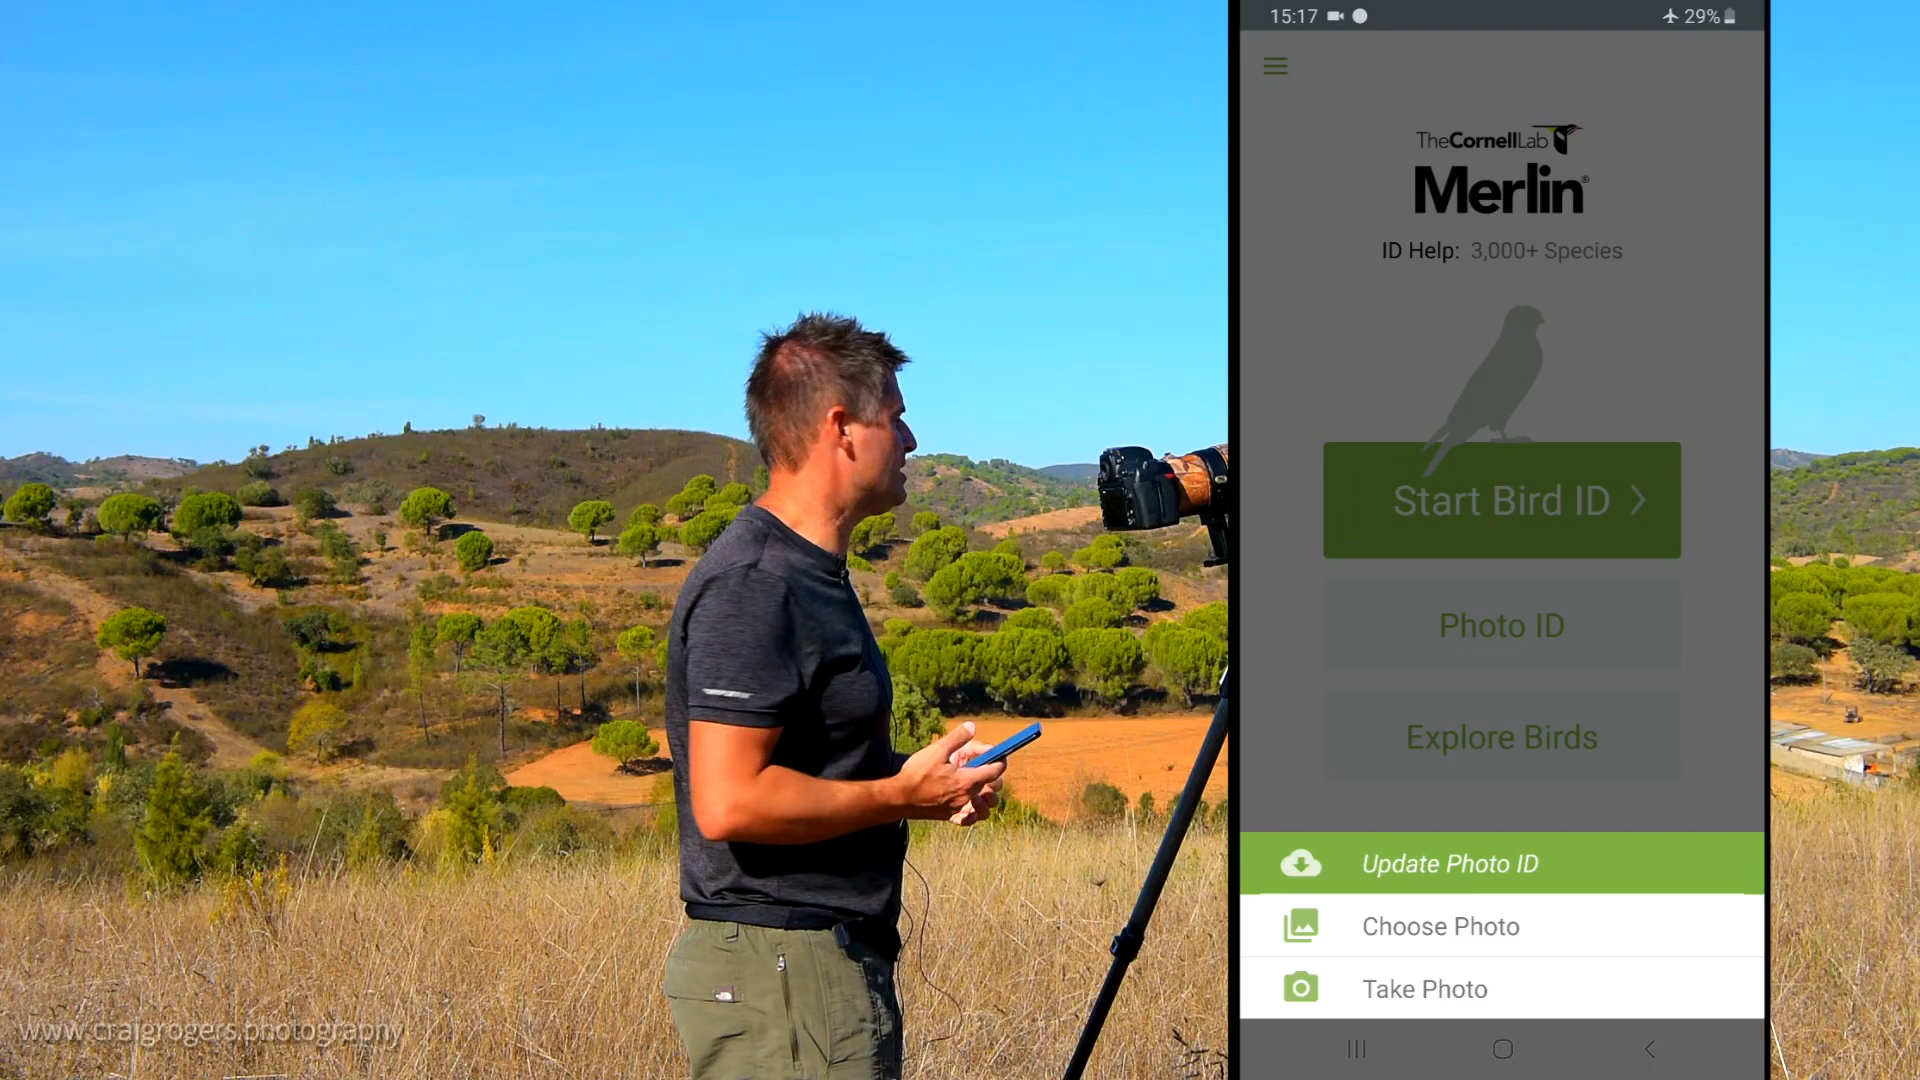 15:17
29%
TheCornellLab
Merlin®
ID Help: 3,000+ Species
Start Bird ID
Photo ID
Explore Birds
Update Photo ID
Choose Photo
Take Photo
www.craigrogers.photography